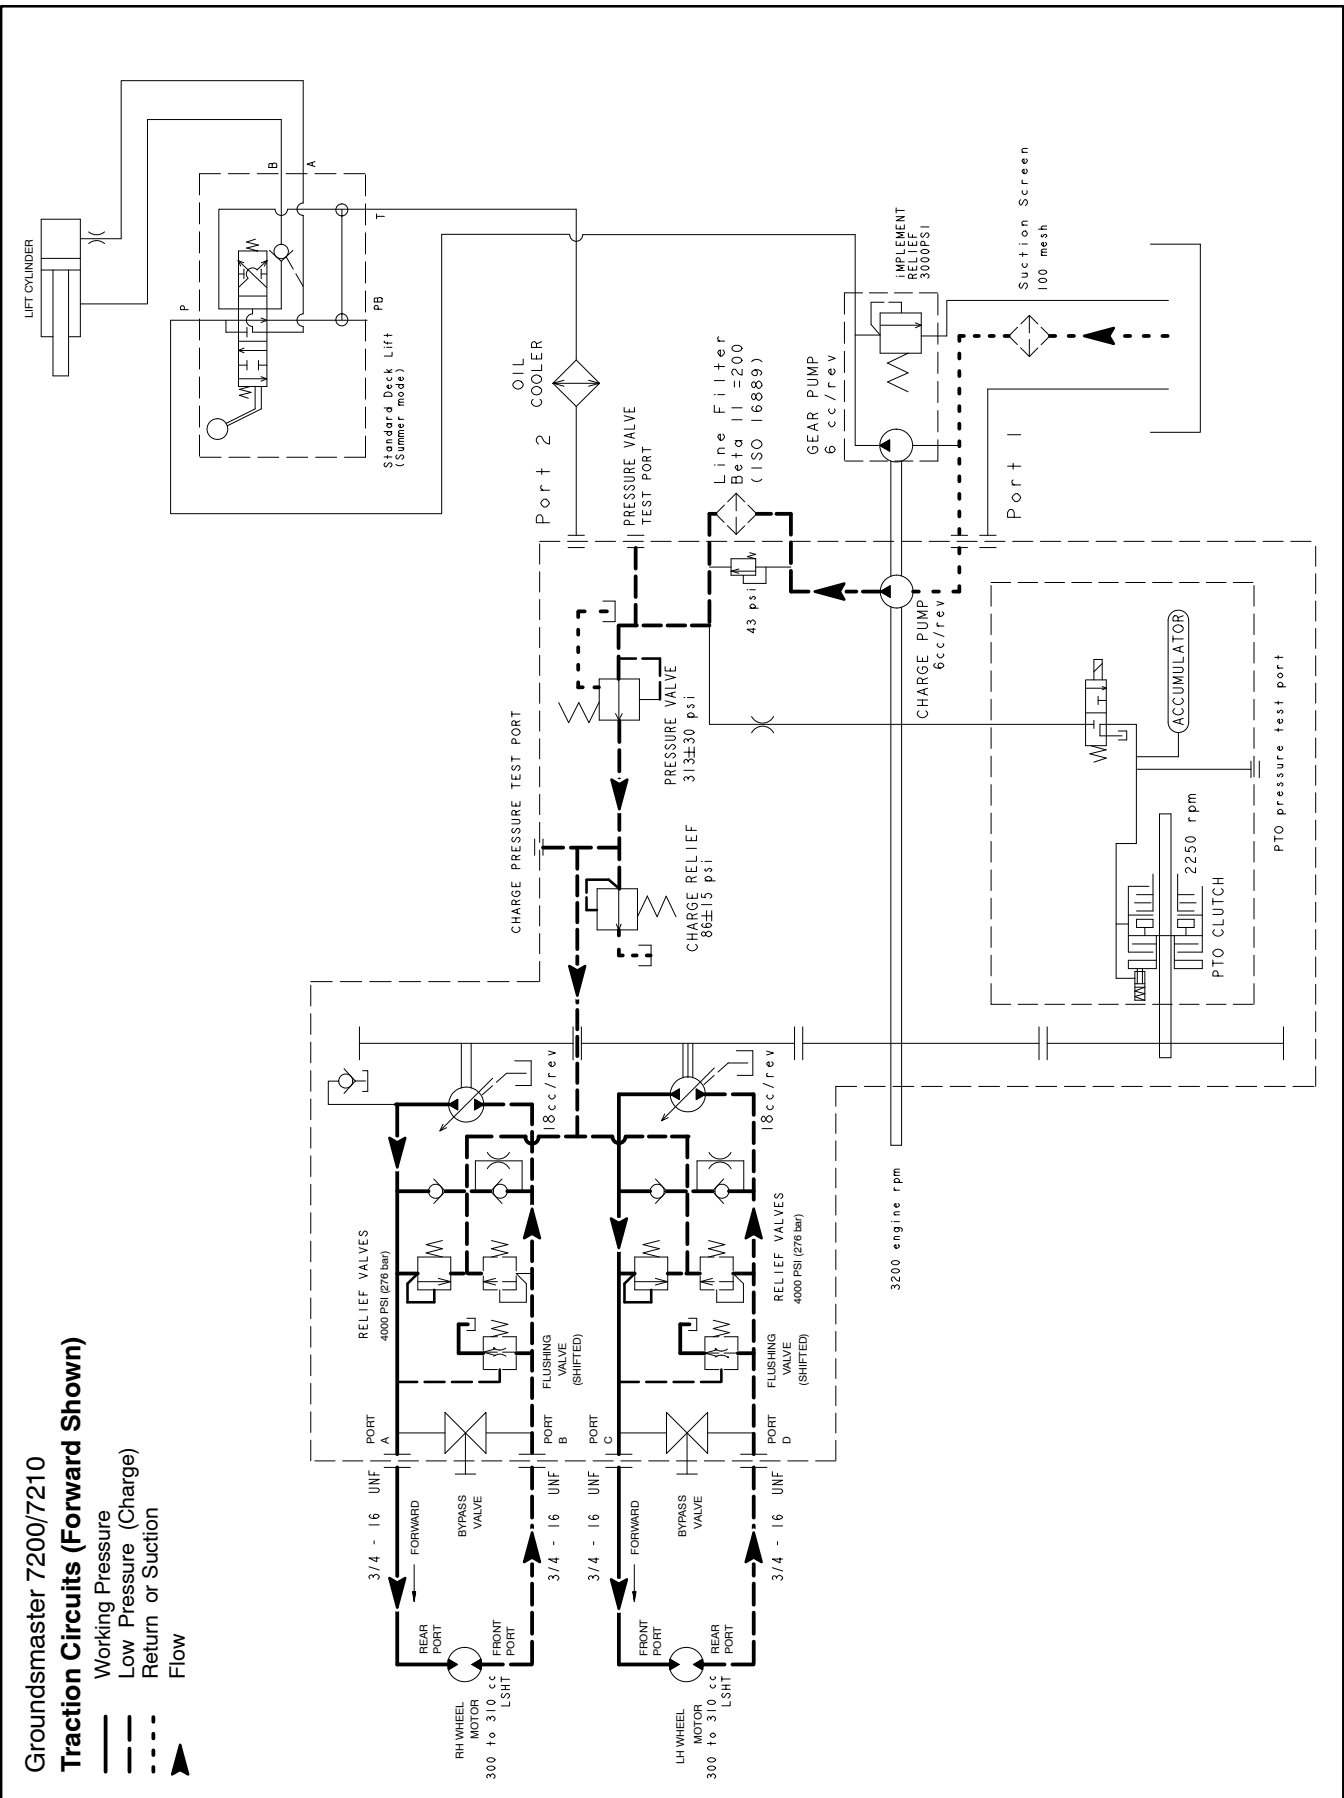 Groundsmaster 7200/7210
Traction Circuits (Forward Shown)
Working Pressure
Low Pressure (Charge)
Return or Suction
Flow
LIFT CYLINDER
B
A
P
PB
T
Standard Deck Lift
(Summer mode)
OIL
COOLER
Port 2
PRESSURE VALVE
TEST PORT
Line Filter
Beta 11 =200
(ISO 16889)
GEAR PUMP
6 cc/rev
iMPLEMENT
RELIEF
3000PSI
Suction Screen
100 mesh
Port 1
43 psi
CHARGE PUMP
6cc/rev
PRESSURE VALVE
313±30 psi
CHARGE PRESSURE TEST PORT
CHARGE RELIEF
86±15 psi
ACCUMULATOR
PTO pressure test port
2250 rpm
PTO CLUTCH
18cc/rev
18cc/rev
3200 engine rpm
RELIEF VALVES
4000 PSI (276 bar)
RELIEF VALVES
4000 PSI (276 bar)
FLUSHING
VALVE
(SHIFTED)
FLUSHING
VALVE
(SHIFTED)
PORT
A
PORT
B
PORT
C
PORT
D
3/4 - 16 UNF
3/4 - 16 UNF
3/4 - 16 UNF
3/4 - 16 UNF
BYPASS
VALVE
BYPASS
VALVE
FORWARD
FORWARD
REAR
PORT
FRONT
PORT
FRONT
PORT
REAR
PORT
RH WHEEL
MOTOR
300 to 310 cc
LSHT
LH WHEEL
MOTOR
300 to 310 cc
LSHT